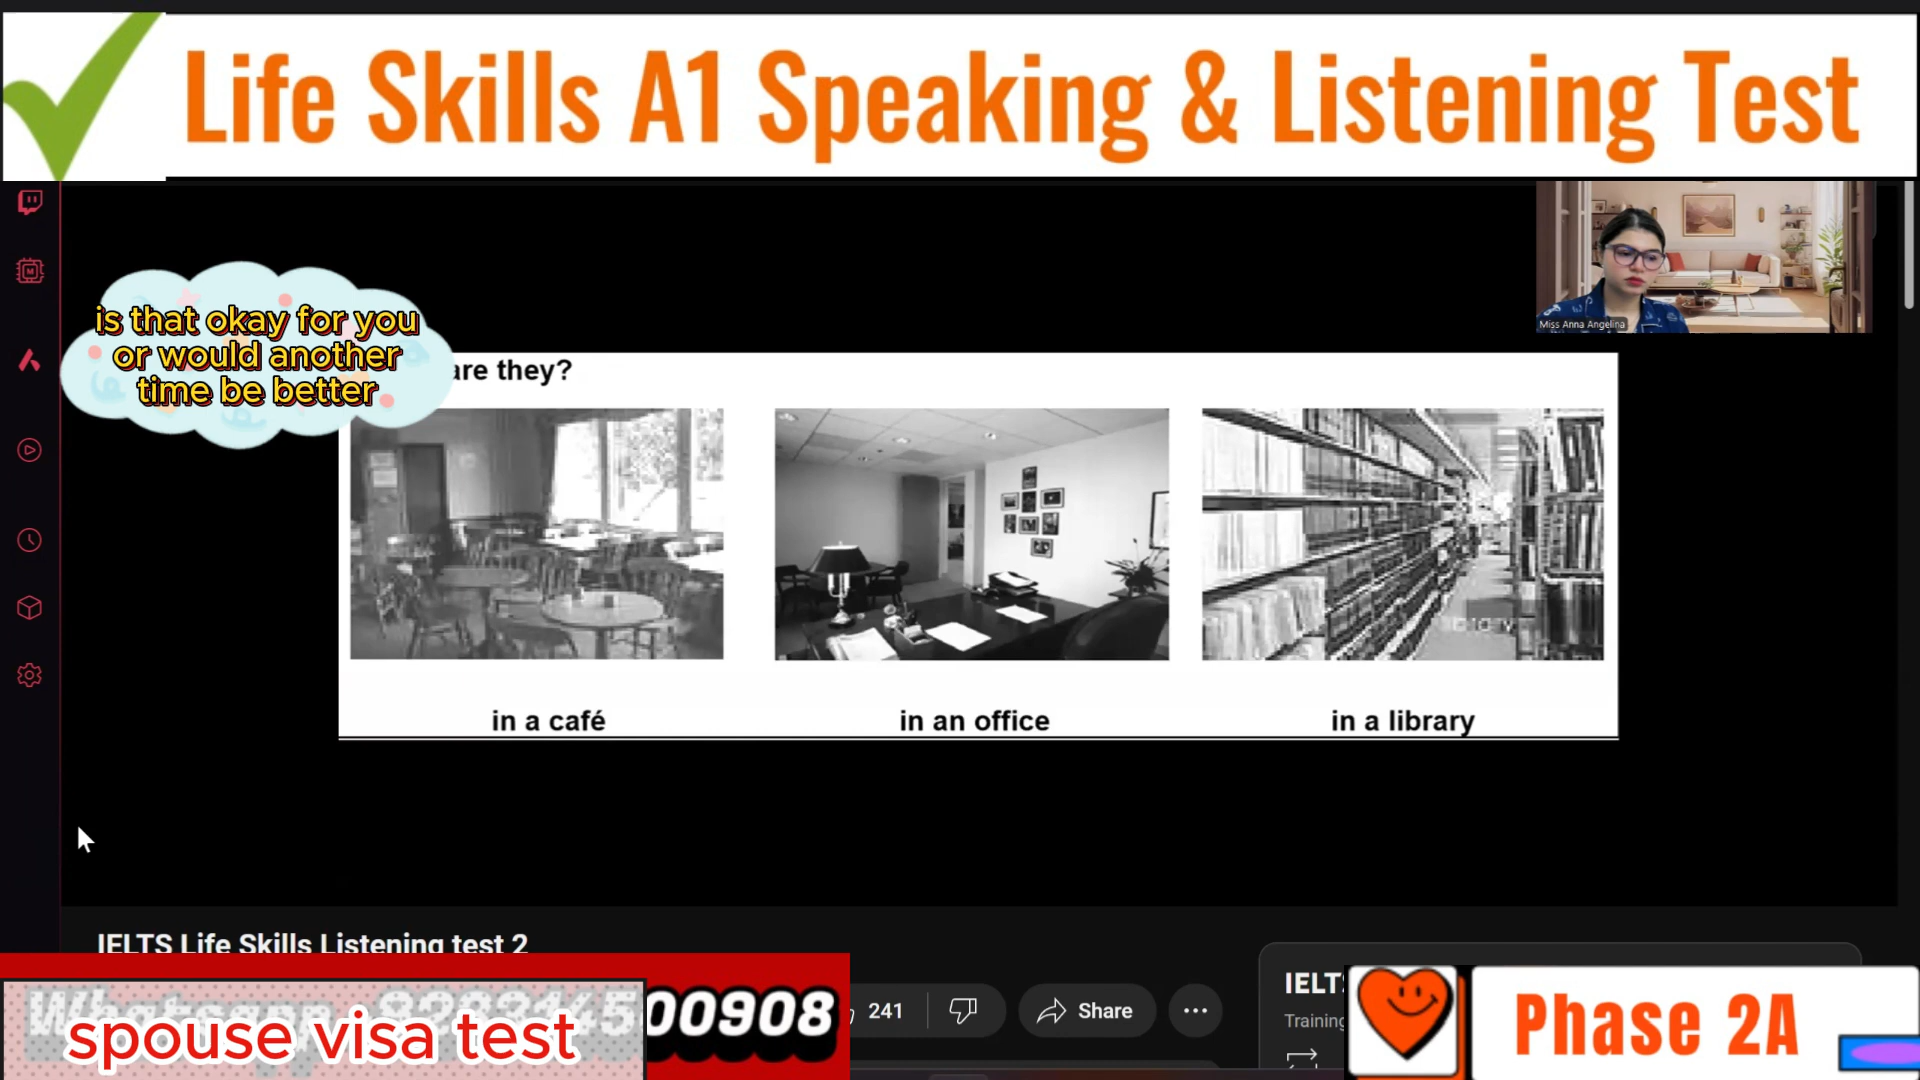 Life Skills A1 Speaking & Listening Test
Miss Anna Angelina
is that okay for you
or would another
time be better
are they?
in a café
in an office
in a library
IELTS Life Skills Listening test 2
Whatsapp
00908
spouse visa test
241
Share
IELT
Training
Phase 2A